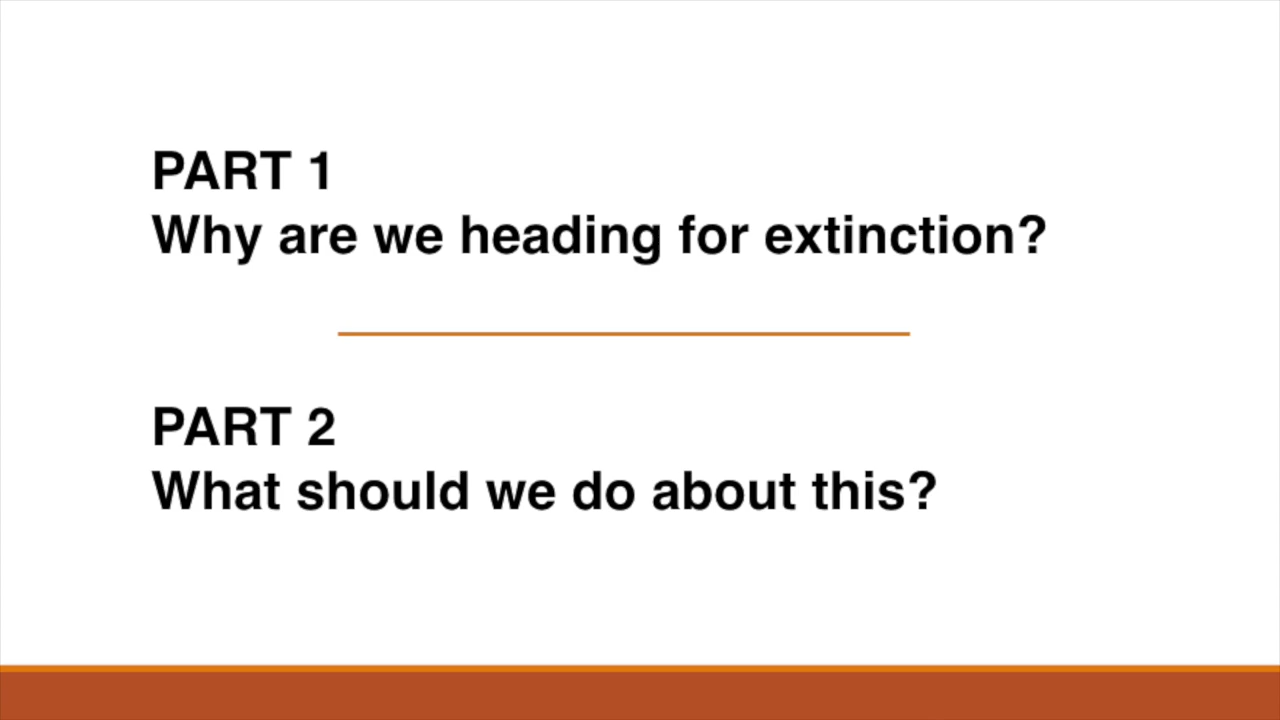 PART 1
Why are we heading for extinction?
PART 2
What should we do about this?